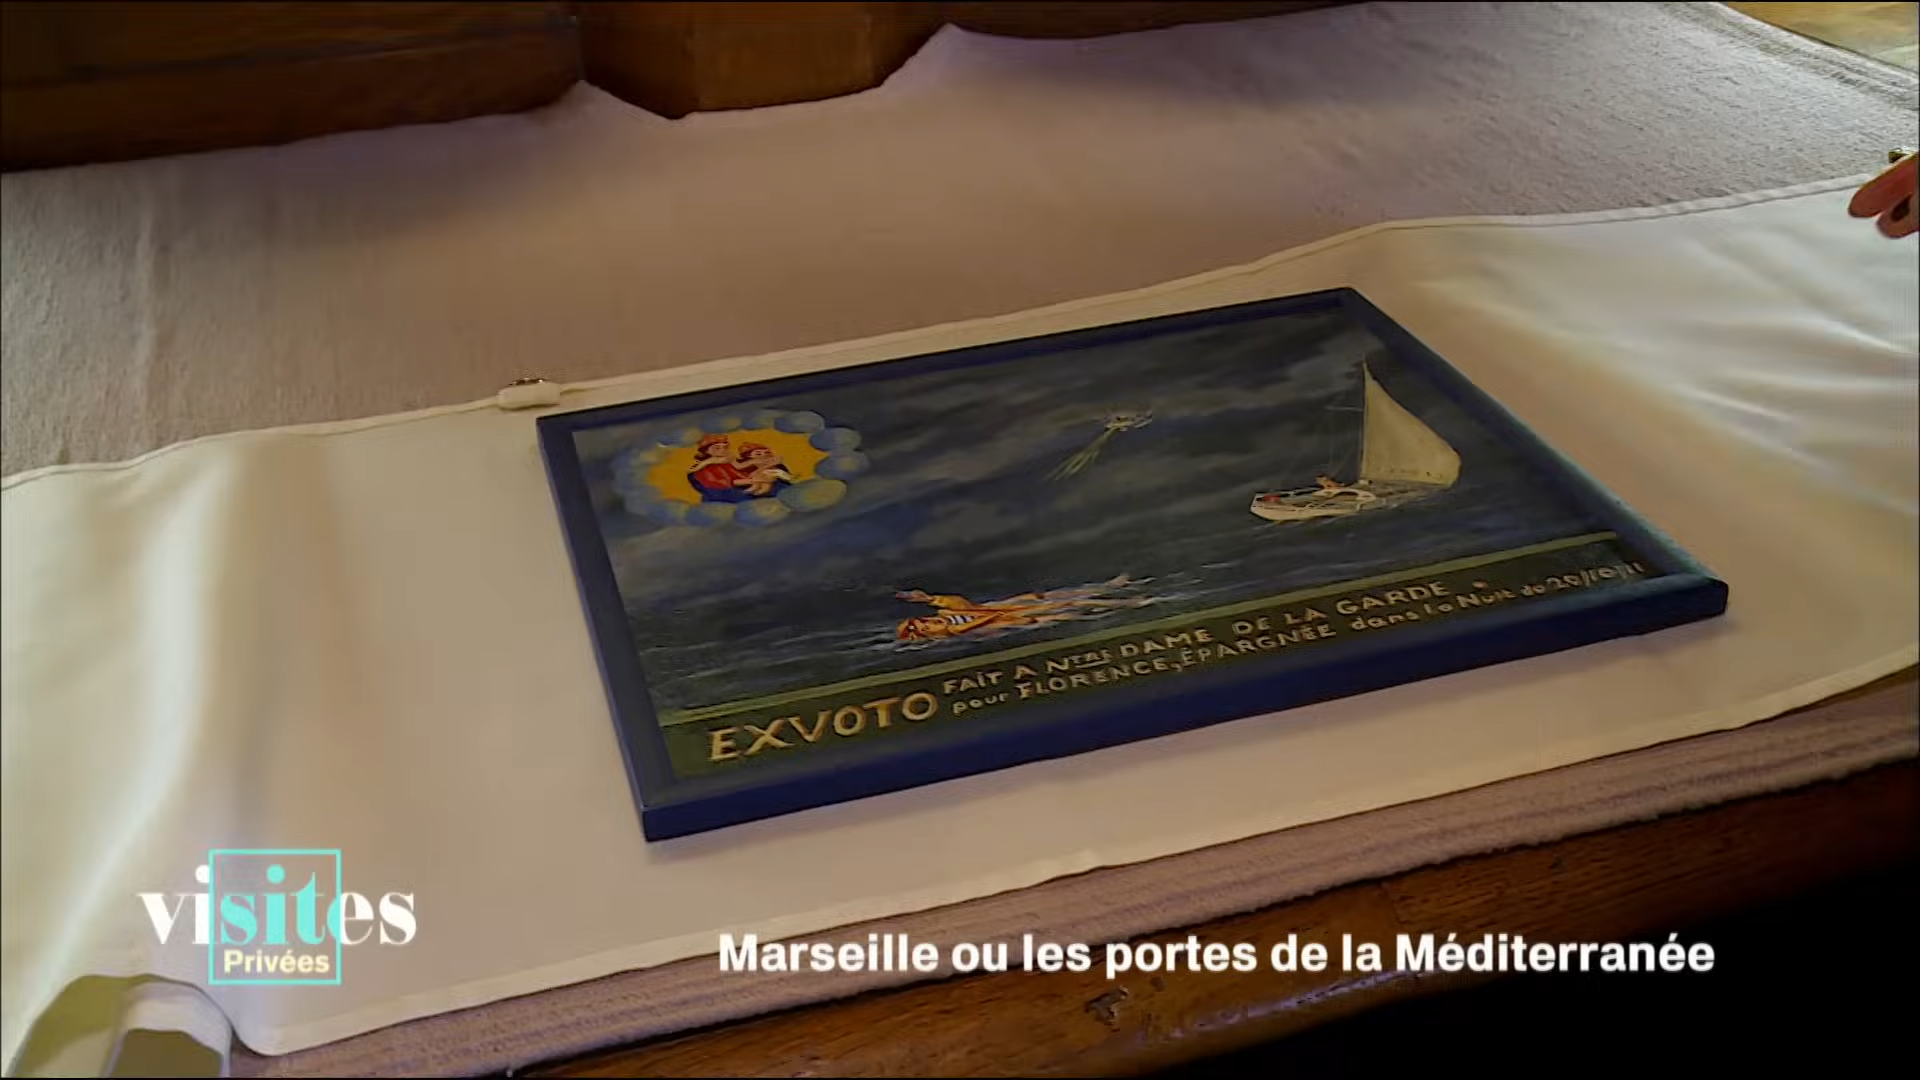 EXVOTO
FAIT A NTRE DAME DE LA GARDE
pour FLORENCE, ÉPARGNÉE dans la Nuit de
visites
Privées
Marseille ou les portes de la Méditerranée